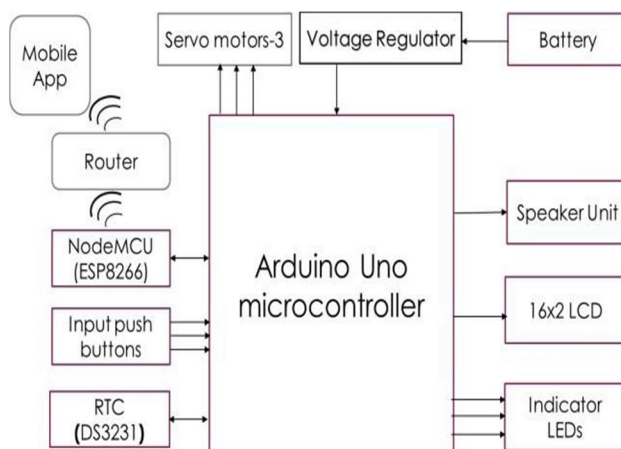 Mobile
App
Servo motors-3
Voltage Regulator
Battery
Router
NodeMCU
(ESP8266)
Input push
buttons
RTC
(DS3231)
Arduino Uno
microcontroller
Speaker Unit
16x2 LCD
Indicator
LEDs